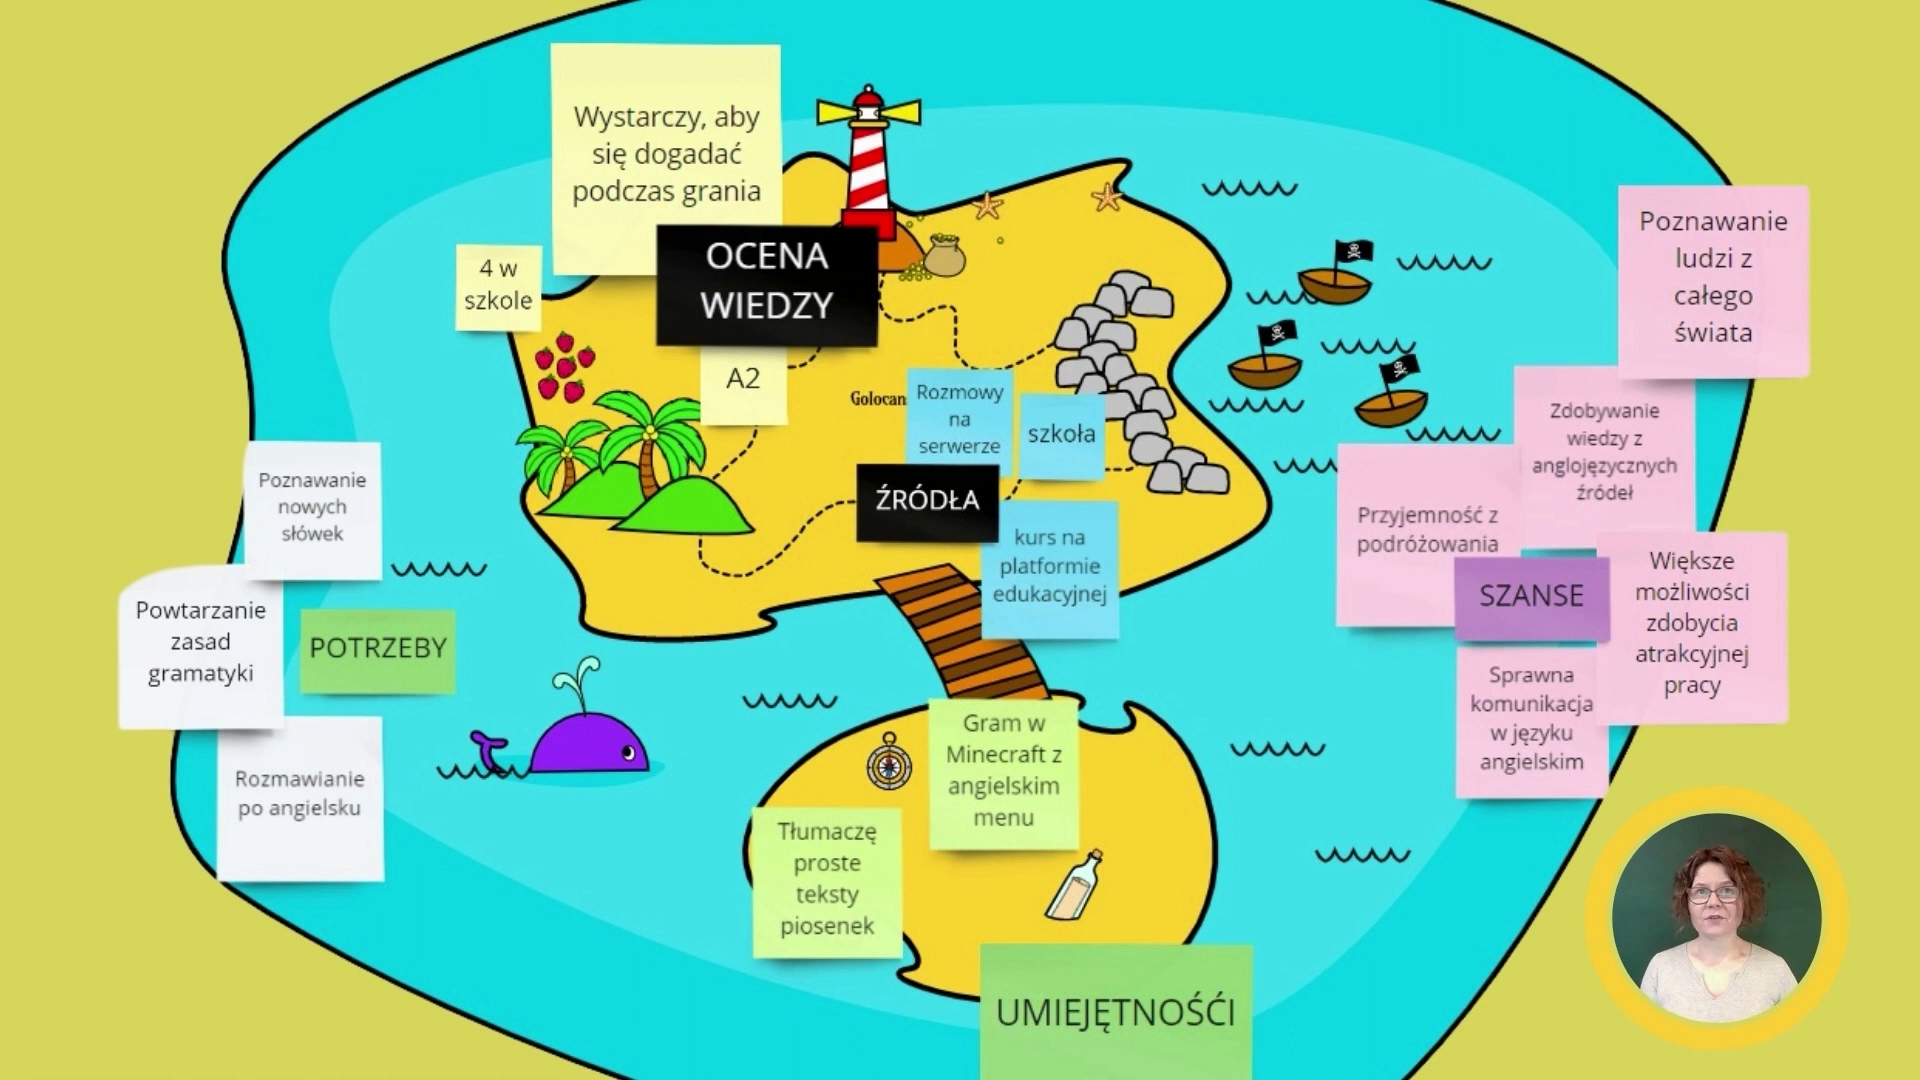 Wystarczy, aby
się dogadać
podczas grania
OCENA
WIEDZY
4 w
szkole
A2
Golocans
Rozmowy
na
serwerze
szkoła
ŹRÓDŁA
kurs na
platformie
edukacyjnej
Poznawanie
nowych
słówek
Powtarzanie
zasad
gramatyki
POTRZEBY
Rozmawianie
po angielsku
Gram w
Minecraft z
angielskim
menu
Tłumaczę
proste
teksty
piosenek
UMIEJĘTNOŚĆI
Poznawanie
ludzi z
całego
świata
Zdobywanie
wiedzy z
anglojęzycznych
źródeł
Przyjemność z
podróżowania
SZANSE
Większe
możliwości
zdobycia
atrakcyjnej
pracy
Sprawna
komunikacja
w języku
angielskim